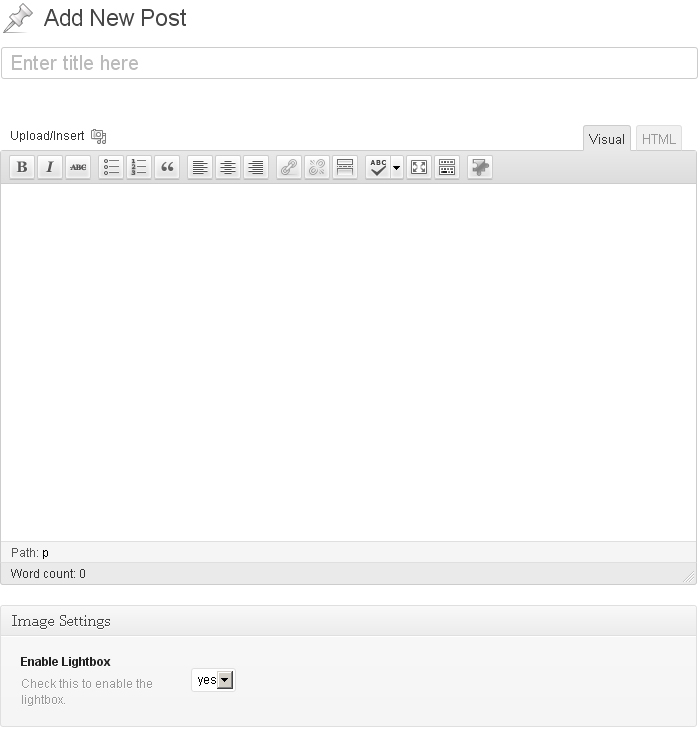 Add New Post
Enter title here
Upload/Insert
Visual HTML
B I ABC ABC
Path: p
Word count: 0
Image Settings
Enable Lightbox
Check this to enable the
lightbox.
yes